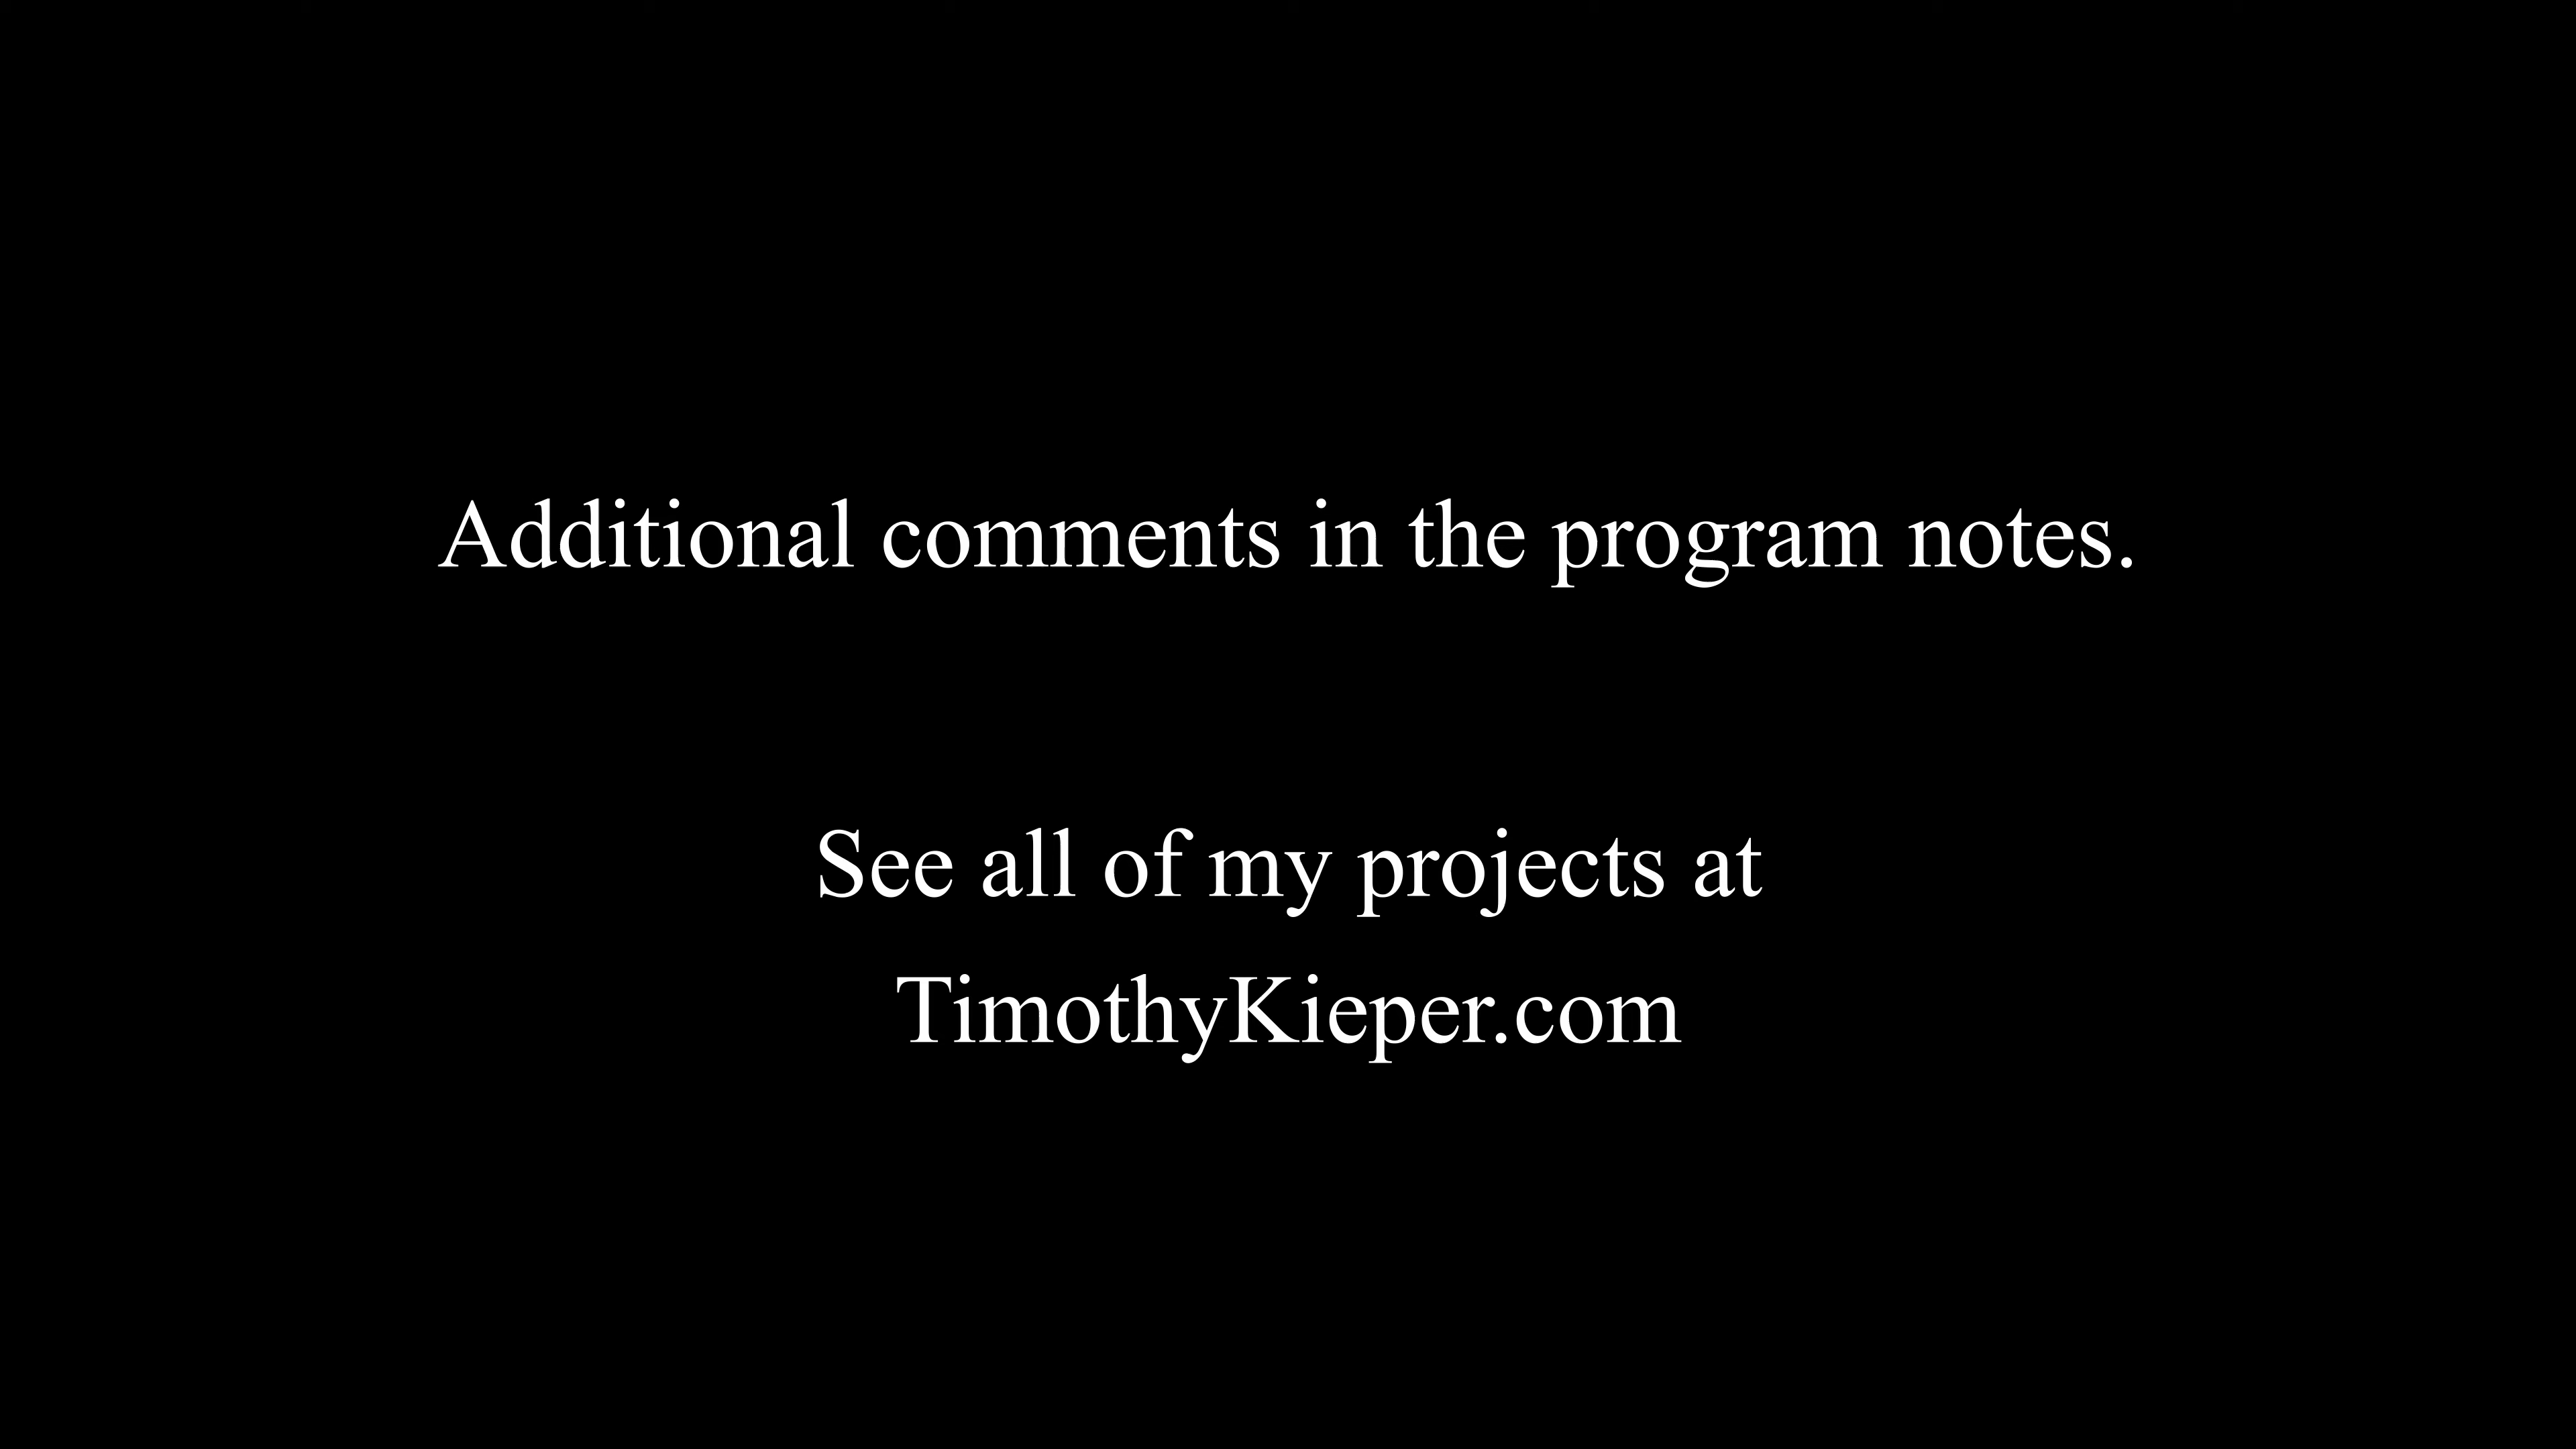 Additional comments in the program notes.
See all of my projects at
TimothyKieper.com